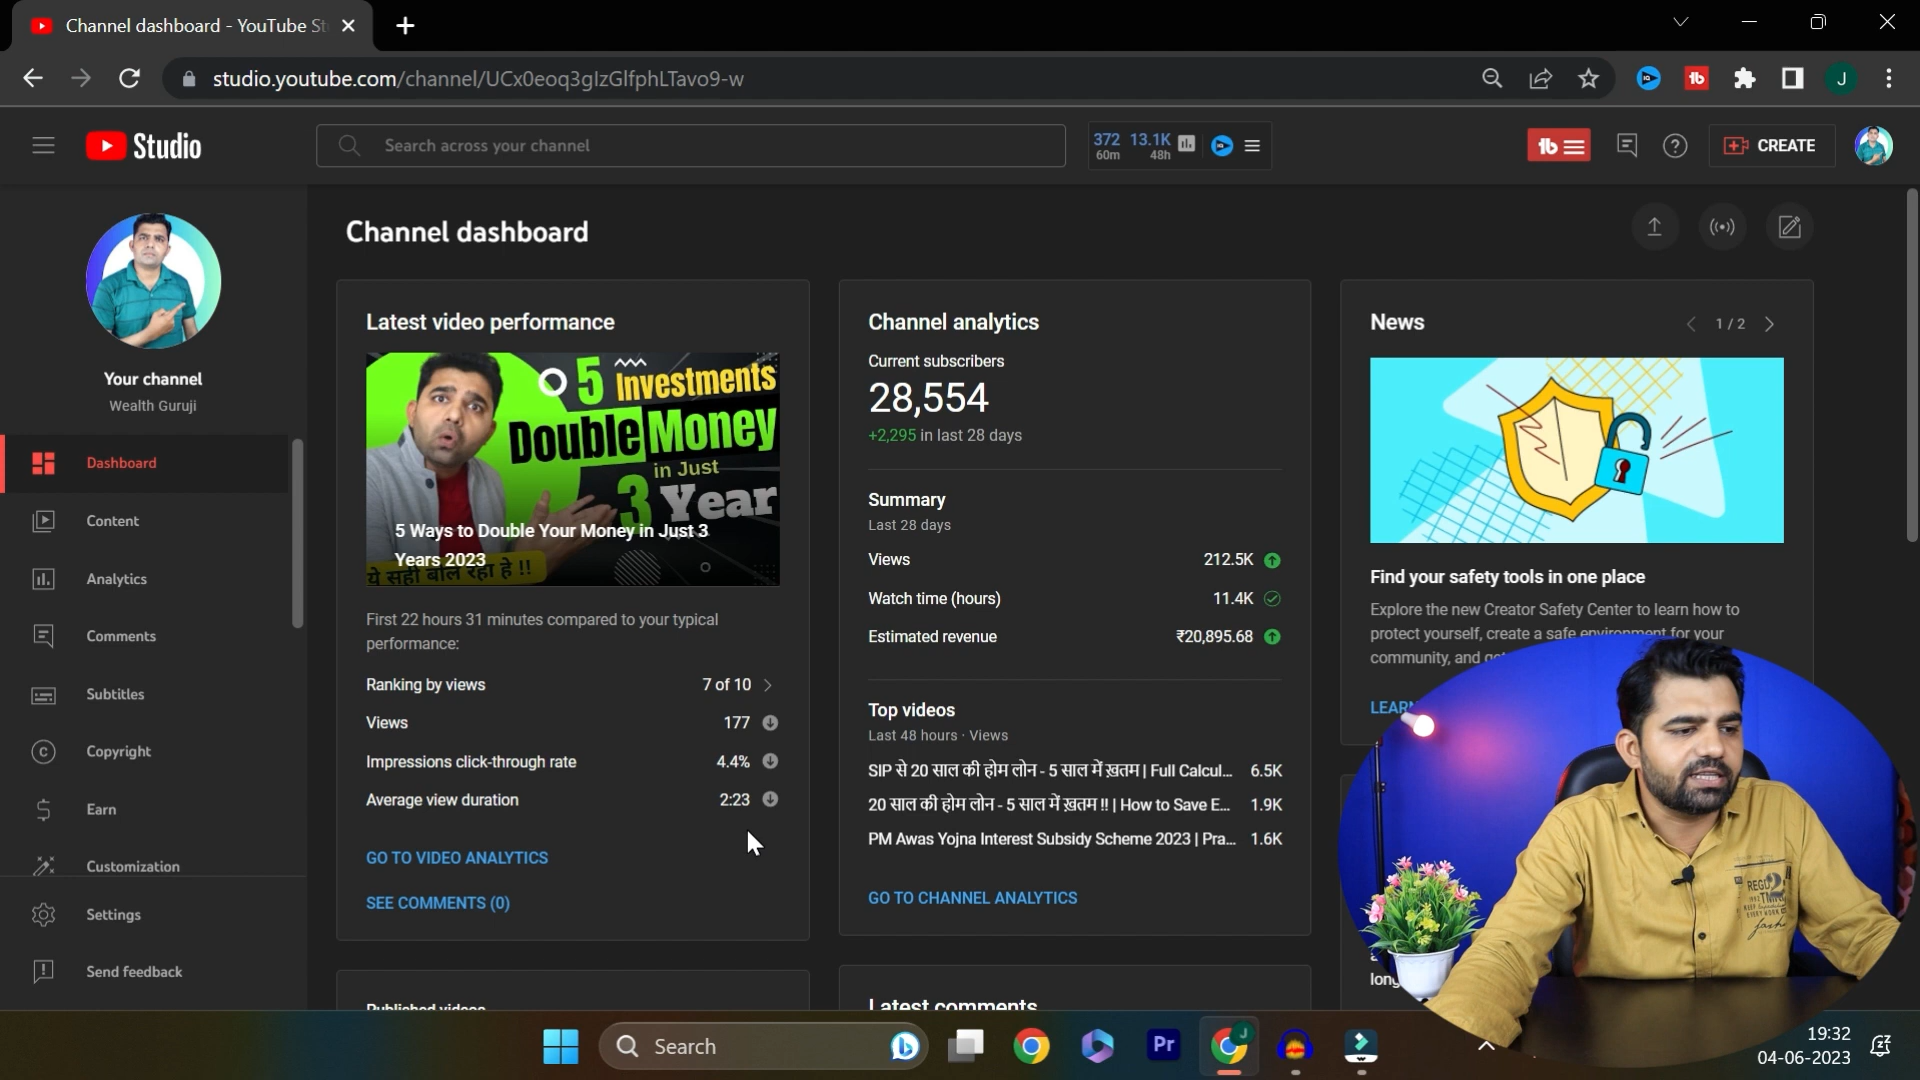 Channel dashboard - YouTube St
studio.youtube.com/channel/UCx0eoq3gIzGlfphLTavo9-w
J
Studio
Search across your channel
372 13.1K
60m 48h
CREATE
Your channel
Wealth Guruji
Dashboard
Content
Analytics
Comments
Subtitles
Copyright
Earn
Customization
Settings
Send feedback
Channel dashboard
Latest video performance
5 Investments
Double Money
in Just
3 Year
5 Ways to Double Your Money in Just 3
Years 2023
ये सही बोल रहा है !!
First 22 hours 31 minutes compared to your typical
performance:
Ranking by views 7 of 10
Views 177
Impressions click-through rate 4.4%
Average view duration 2:23
GO TO VIDEO ANALYTICS
SEE COMMENTS (0)
Published videos
Channel analytics
Current subscribers
28,554
+2,295 in last 28 days
Summary
Last 28 days
Views 212.5K
Watch time (hours) 11.4K
Estimated revenue ₹20,895.68
Top videos
Last 48 hours · Views
SIP से 20 साल की होम लोन - 5 साल में ख़तम | Full Calcul... 6.5K
20 साल की होम लोन - 5 साल में ख़तम !! | How to Save E... 1.9K
PM Awas Yojna Interest Subsidy Scheme 2023 | Pra... 1.6K
GO TO CHANNEL ANALYTICS
Latest comments
News 1 / 2
Find your safety tools in one place
Explore the new Creator Safety Center to learn how to
protect yourself, create a safe environment for your
community, and
LEARN
long
Search
Pr
J
19:32
04-06-2023